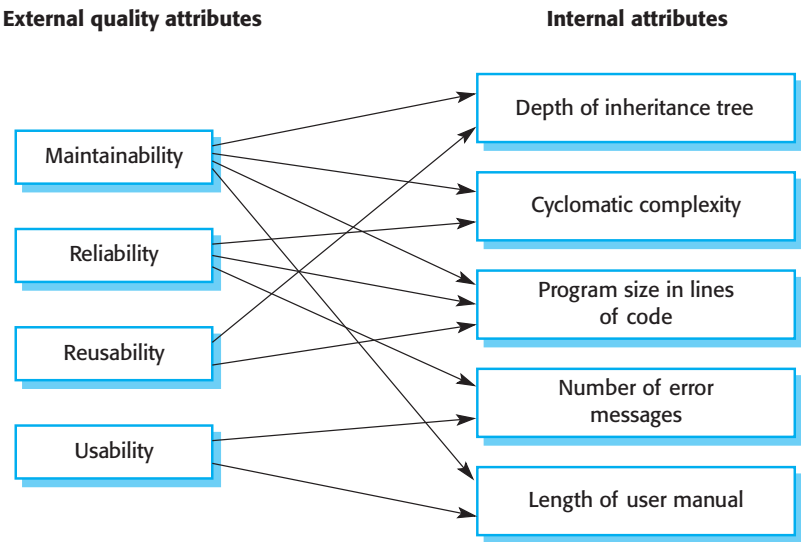 External quality attributes
Internal attributes
Maintainability
Reliability
Reusability
Usability
Depth of inheritance tree
Cyclomatic complexity
Program size in lines
of code
Number of error
messages
Length of user manual